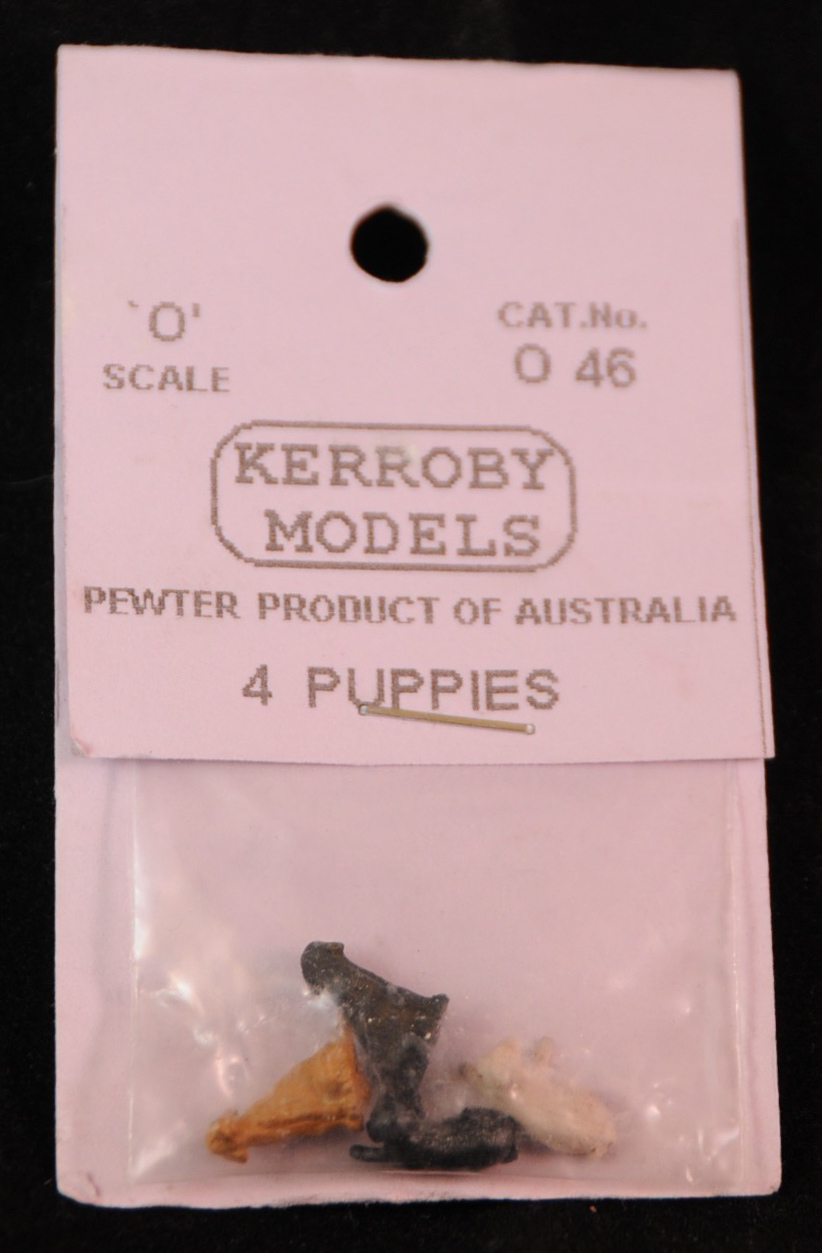 `O'
SCALE
CAT.No.
O 46
KERROBY
MODELS
PEWTER PRODUCT OF AUSTRALIA
4 PUPPIES